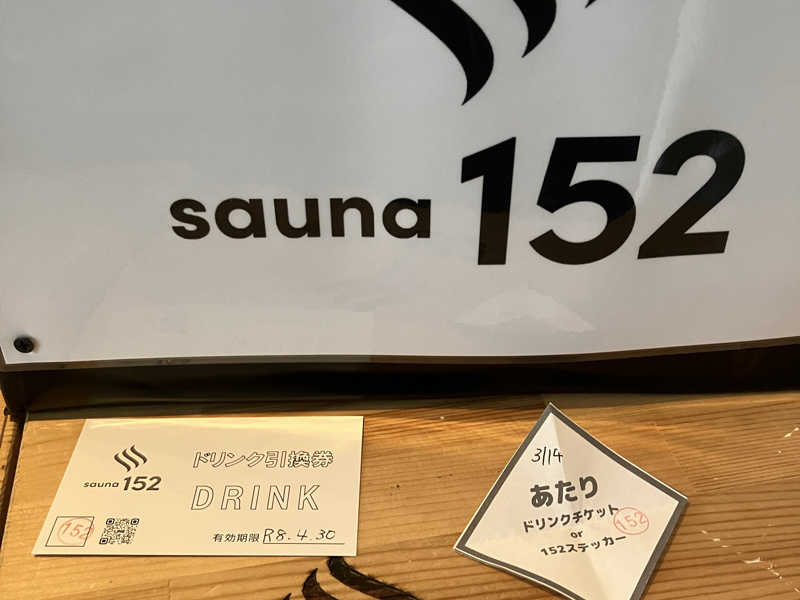 sauna 152
sauna 152
ドリンク引換券
DRINK
152
有効期限 R8.4.30
3/14
あたり
ドリンクチケット
or
152ステッカー
152